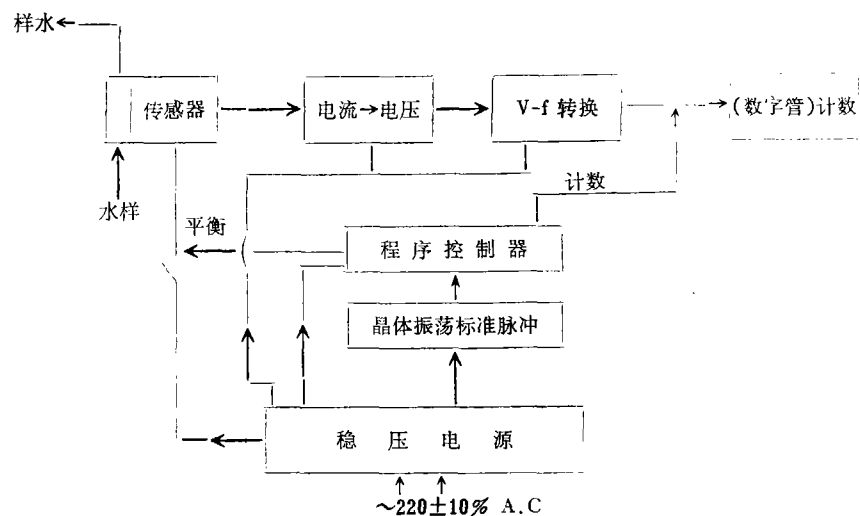 样水
传感器
电流→电压
V-f 转换
(数字管)计数
水样
计数
平衡
程序控制器
晶体振荡标准脉冲
稳压电源
~220±10% A.C